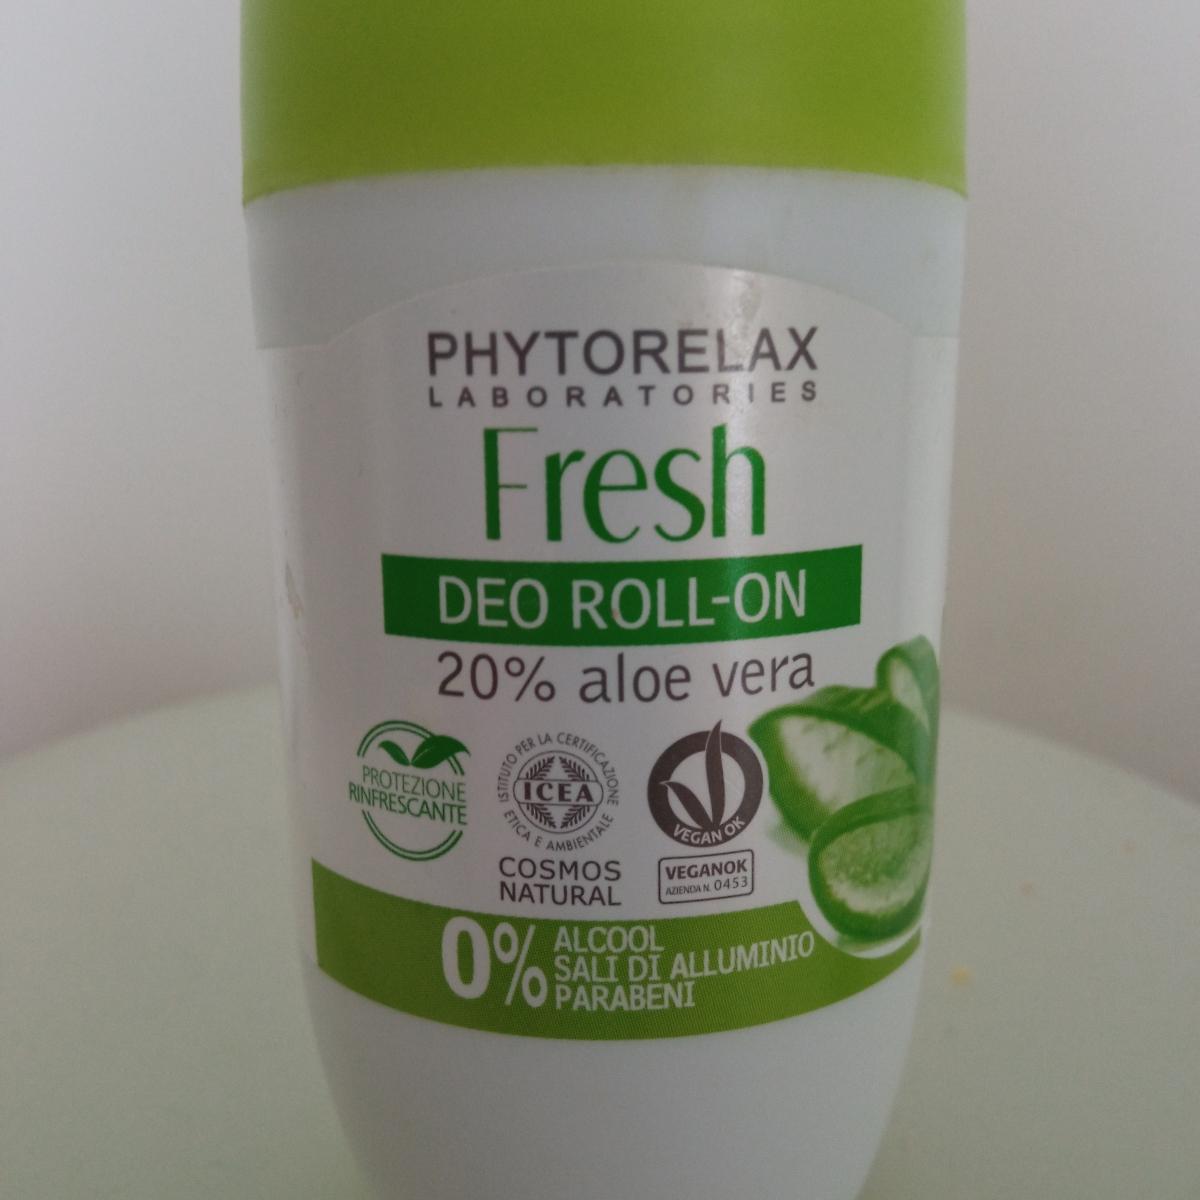 PHYTORELAX
LABORATORIES
Fresh
DEO ROLL-ON
20% aloe vera
PROTEZIONE
RINFRESCANTE
ISTITUTO PER LA CERTIFICAZIONE
ETICA E AMBIENTALE
ICEA
COSMOS
NATURAL
VEGAN OK
VEGANOK
AZIENDA N. 0453
0% ALCOOL
SALI DI ALLUMINIO
PARABENI